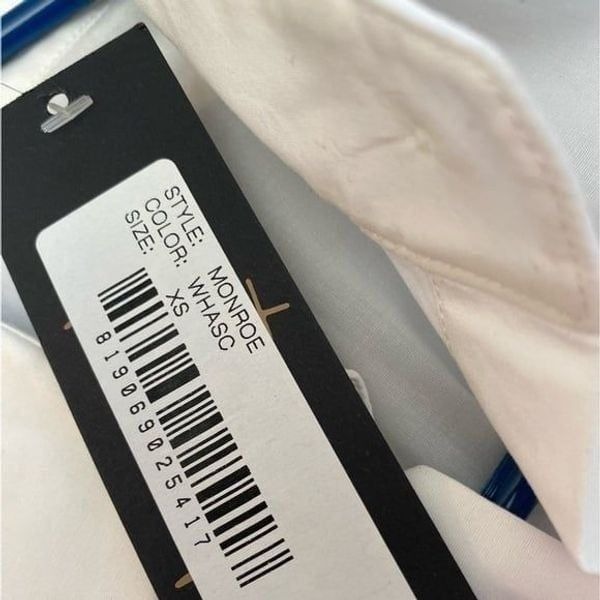 STYLE: MONROE
COLOR: WHASC
SIZE: XS
819069025417